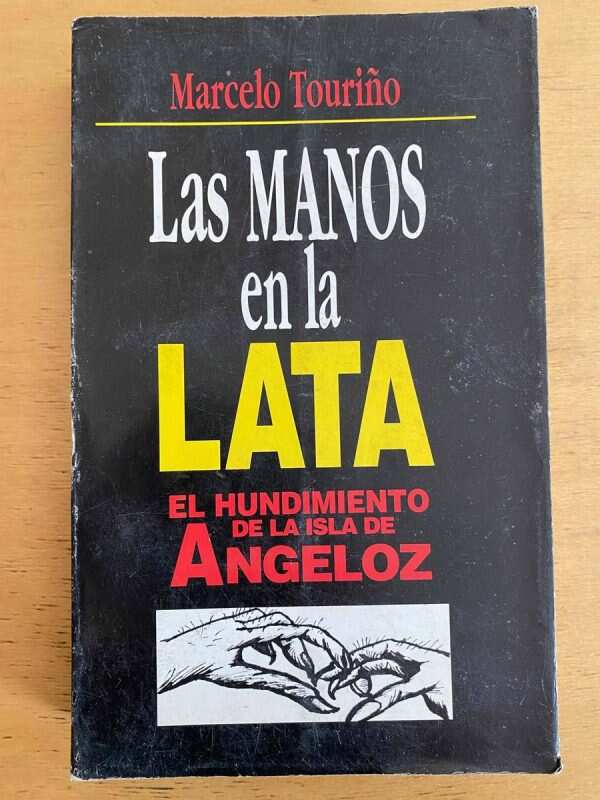 Marcelo Touriño
Las MANOS
en la
LATA
EL HUNDIMIENTO
DE LA ISLA DE
ANGELOZ